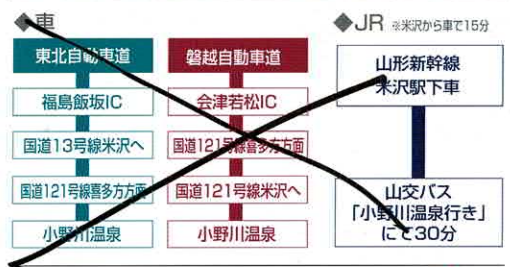 ◆車
東北自動車道
福島飯坂IC
国道13号線米沢へ
国道121号線喜多方方面
小野川温泉
磐越自動車道
会津若松IC
国道121号線喜多方方面
国道121号線米沢へ
小野川温泉
◆JR ※米沢から車で15分
山形新幹線
米沢駅下車
山交バス
「小野川温泉行き」
にて30分